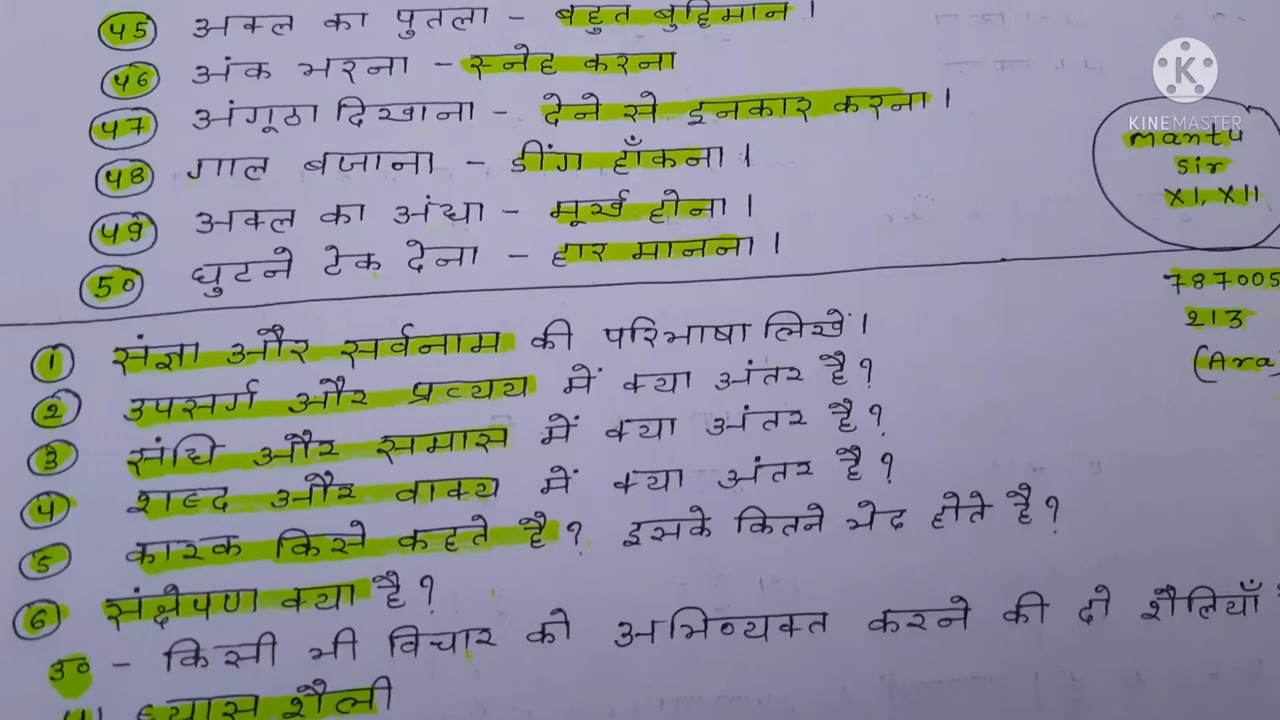 45 अक्ल का पुतला - बहुत बुद्धिमान।
46 अंक भरना - स्नेह करना
47 अंगूठा दिखाना - देने से इनकार करना।
48 गाल बजाना - डींग हाँकना।
49 अक्ल का अंधा - मूर्ख होना।
50 घुटने टेक देना - हार मानना।
KINEMASTER
Mantu
Sir
XI, XII
787005
213
(Ara
1 संज्ञा और सर्वनाम की परिभाषा लिखें।
2 उपसर्ग और प्रत्यय में क्या अंतर है?
3 संधि और समास में क्या अंतर है?
4 शब्द और वाक्य में क्या अंतर है?
5 कारक किसे कहते है? इसके कितने भेद होते है?
6 संक्षेपण क्या है?
उ० - किसी भी विचार को अभिव्यक्त करने की दो शैलियाँ
व्यास शैली